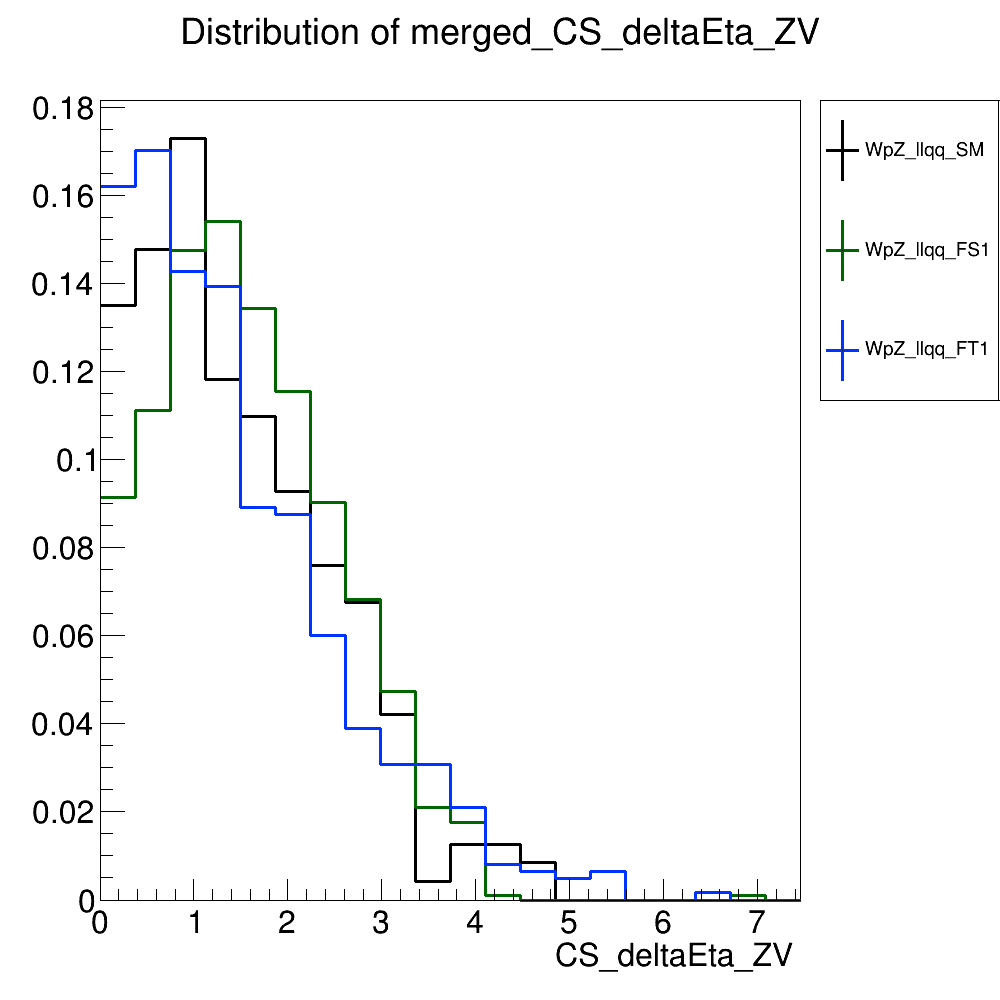 Distribution of merged_CS_deltaEta_ZV
0.18
0.16
0.14
0.12
0.1
0.08
0.06
0.04
0.02
0
0 1 2 3 4 5 6 7
CS_deltaEta_ZV
WpZ_llqq_SM
WpZ_llqq_FS1
WpZ_llqq_FT1